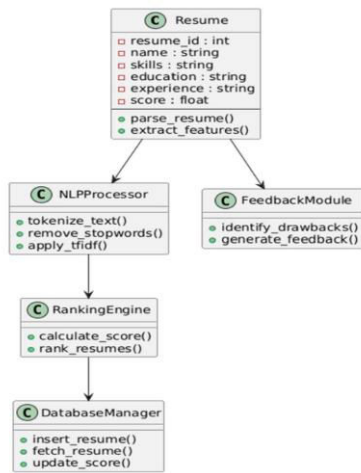 C Resume
resume_id : int
name : string
skills : string
education : string
experience : string
score : float
parse_resume()
extract_features()
C NLPProcessor
tokenize_text()
remove_stopwords()
apply_tfidf()
C FeedbackModule
identify_drawbacks()
generate_feedback()
C RankingEngine
calculate_score()
rank_resumes()
C DatabaseManager
insert_resume()
fetch_resume()
update_score()